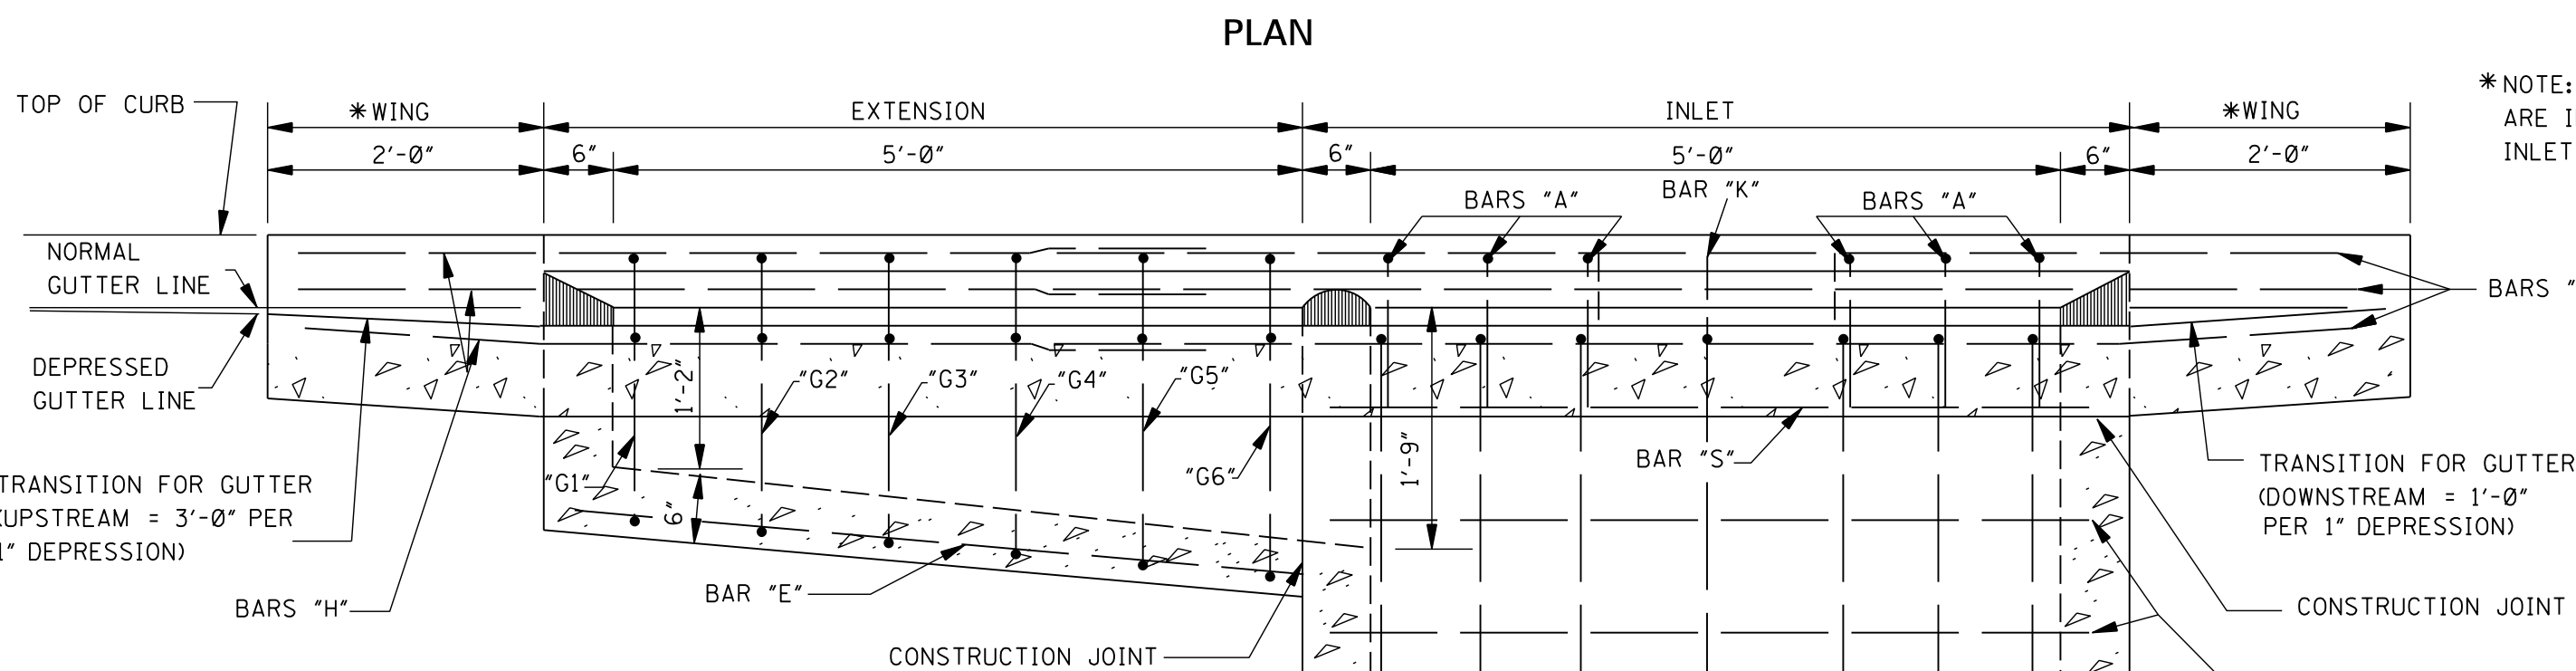 PLAN
TOP OF CURB
*WING
EXTENSION
INLET
*WING
*NOTE:
ARE I
INLET
2'-0"
6"
5'-0"
6"
5'-0"
6"
2'-0"
BARS "A"
BAR "K"
BARS "A"
NORMAL
GUTTER LINE
BARS "
DEPRESSED
GUTTER LINE
1'-2"
"G2"
"G3"
"G4"
"G5"
1'-9"
"G1"
"G6"
BAR "S"
6"
TRANSITION FOR GUTTER
(UPSTREAM = 3'-0" PER
1" DEPRESSION)
TRANSITION FOR GUTTER
(DOWNSTREAM = 1'-0"
PER 1" DEPRESSION)
BARS "H"
BAR "E"
CONSTRUCTION JOINT
CONSTRUCTION JOINT